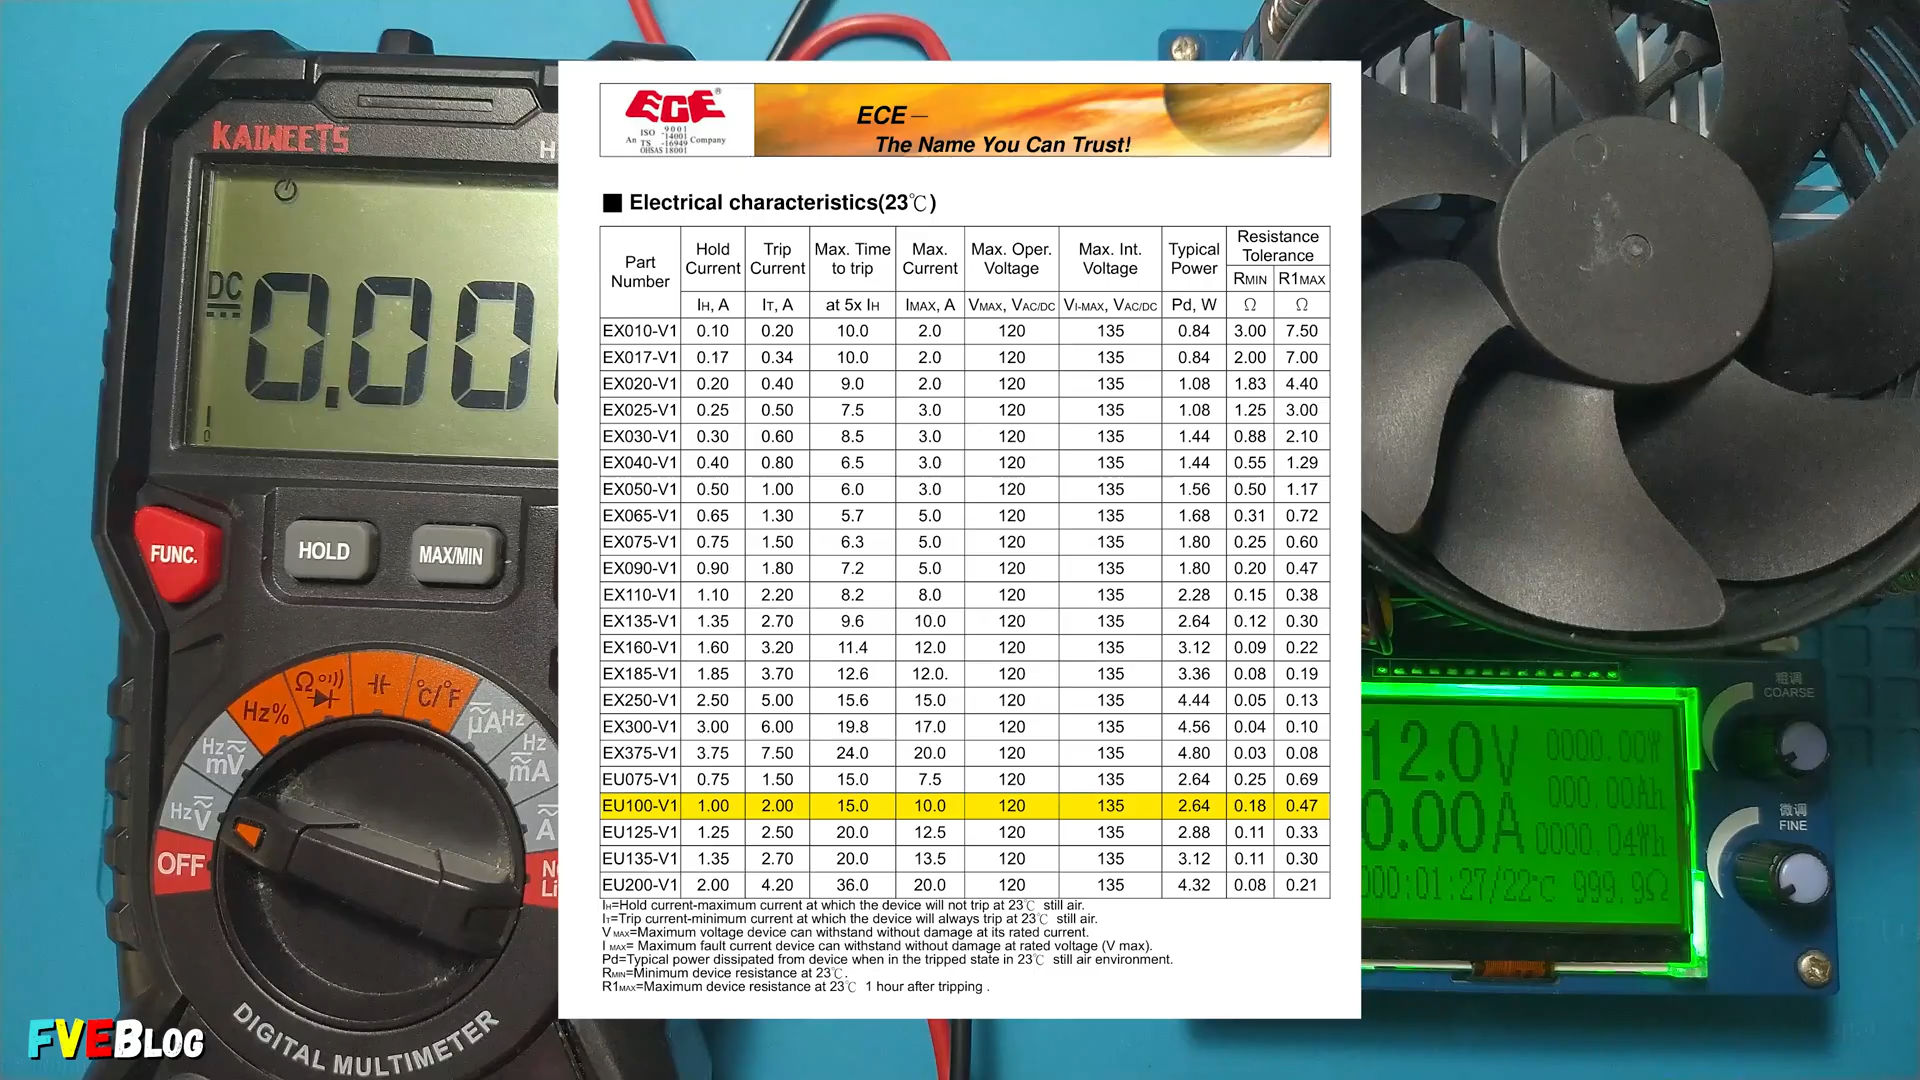 KAIWEETS
H
DC
0.00
FUNC.
HOLD
MAX/MIN
Hz%
Ω
℃/℉
μAHz
Hz
mV
Hz
mA
HzV
A
OFF
DIGITAL MULTIMETER
ECE®
ISO 9001
An TS -14001 Company
-16949
OHSAS 18001
ECE—
The Name You Can Trust!
■ Electrical characteristics(23℃)
Part Number | Hold Current | Trip Current | Max. Time to trip | Max. Current | Max. Oper. Voltage | Max. Int. Voltage | Typical Power | Resistance Tolerance
RMIN R1MAX
IH, A IT, A at 5x IH IMAX, A VMAX, VAC/DC VI-MAX, VAC/DC Pd, W Ω Ω
EX010-V1 0.10 0.20 10.0 2.0 120 135 0.84 3.00 7.50
EX017-V1 0.17 0.34 10.0 2.0 120 135 0.84 2.00 7.00
EX020-V1 0.20 0.40 9.0 2.0 120 135 1.08 1.83 4.40
EX025-V1 0.25 0.50 7.5 3.0 120 135 1.08 1.25 3.00
EX030-V1 0.30 0.60 8.5 3.0 120 135 1.44 0.88 2.10
EX040-V1 0.40 0.80 6.5 3.0 120 135 1.44 0.55 1.29
EX050-V1 0.50 1.00 6.0 3.0 120 135 1.56 0.50 1.17
EX065-V1 0.65 1.30 5.7 5.0 120 135 1.68 0.31 0.72
EX075-V1 0.75 1.50 6.3 5.0 120 135 1.80 0.25 0.60
EX090-V1 0.90 1.80 7.2 5.0 120 135 1.80 0.20 0.47
EX110-V1 1.10 2.20 8.2 8.0 120 135 2.28 0.15 0.38
EX135-V1 1.35 2.70 9.6 10.0 120 135 2.64 0.12 0.30
EX160-V1 1.60 3.20 11.4 12.0 120 135 3.12 0.09 0.22
EX185-V1 1.85 3.70 12.6 12.0. 120 135 3.36 0.08 0.19
EX250-V1 2.50 5.00 15.6 15.0 120 135 4.44 0.05 0.13
EX300-V1 3.00 6.00 19.8 17.0 120 135 4.56 0.04 0.10
EX375-V1 3.75 7.50 24.0 20.0 120 135 4.80 0.03 0.08
EU075-V1 0.75 1.50 15.0 7.5 120 135 2.64 0.25 0.69
EU100-V1 1.00 2.00 15.0 10.0 120 135 2.64 0.18 0.47
EU125-V1 1.25 2.50 20.0 12.5 120 135 2.88 0.11 0.33
EU135-V1 1.35 2.70 20.0 13.5 120 135 3.12 0.11 0.30
EU200-V1 2.00 4.20 36.0 20.0 120 135 4.32 0.08 0.21
IH=Hold current-maximum current at which the device will not trip at 23℃ still air.
IT=Trip current-minimum current at which the device will always trip at 23℃ still air.
V MAX=Maximum voltage device can withstand without damage at its rated current.
I MAX= Maximum fault current device can withstand without damage at rated voltage (V max).
Pd=Typical power dissipated from device when in the tripped state in 23℃ still air environment.
RMIN=Minimum device resistance at 23℃.
R1MAX=Maximum device resistance at 23℃ 1 hour after tripping .
粗调
COARSE
微调
FINE
12.0V 0000.00W
000.00Ah
0.00A 0000.04Wh
000:01:27/22℃ 999.9Ω
FVEBLOG